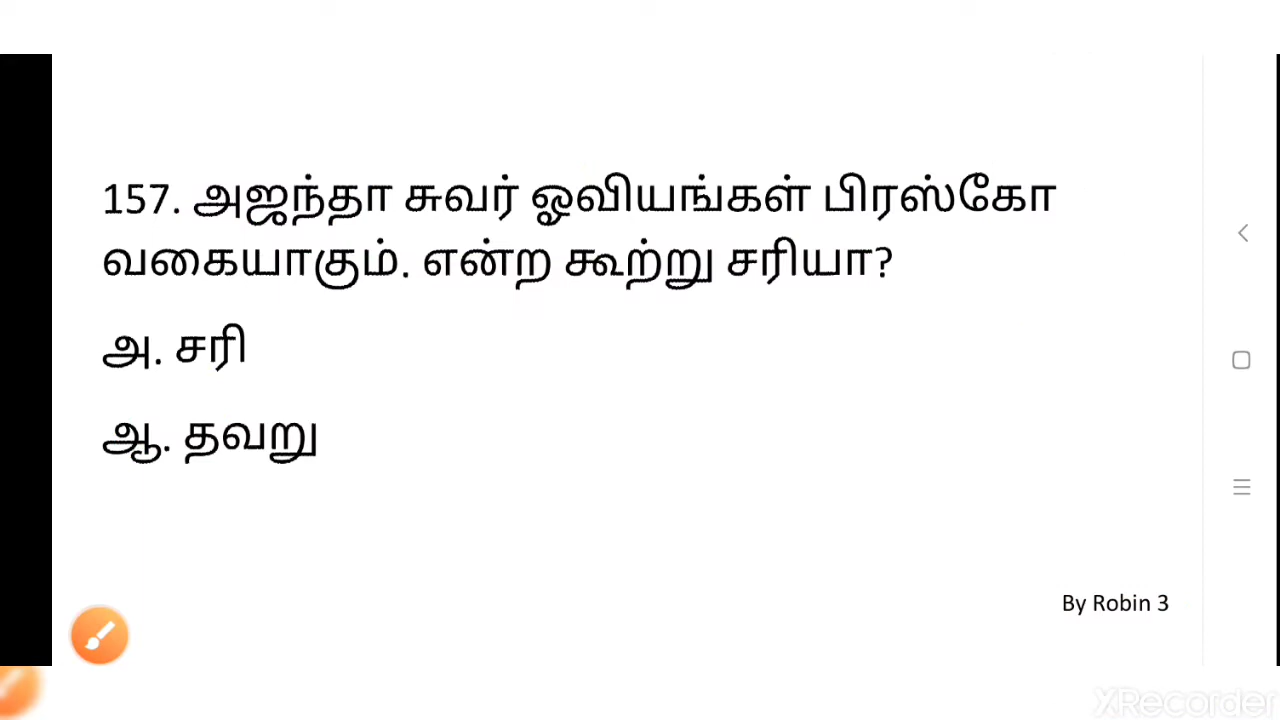 157. அஜந்தா சுவர் ஓவியங்கள் பிரஸ்கோ
வகையாகும். என்ற கூற்று சரியா?
அ. சரி
ஆ. தவறு
By Robin 3
XRecorder